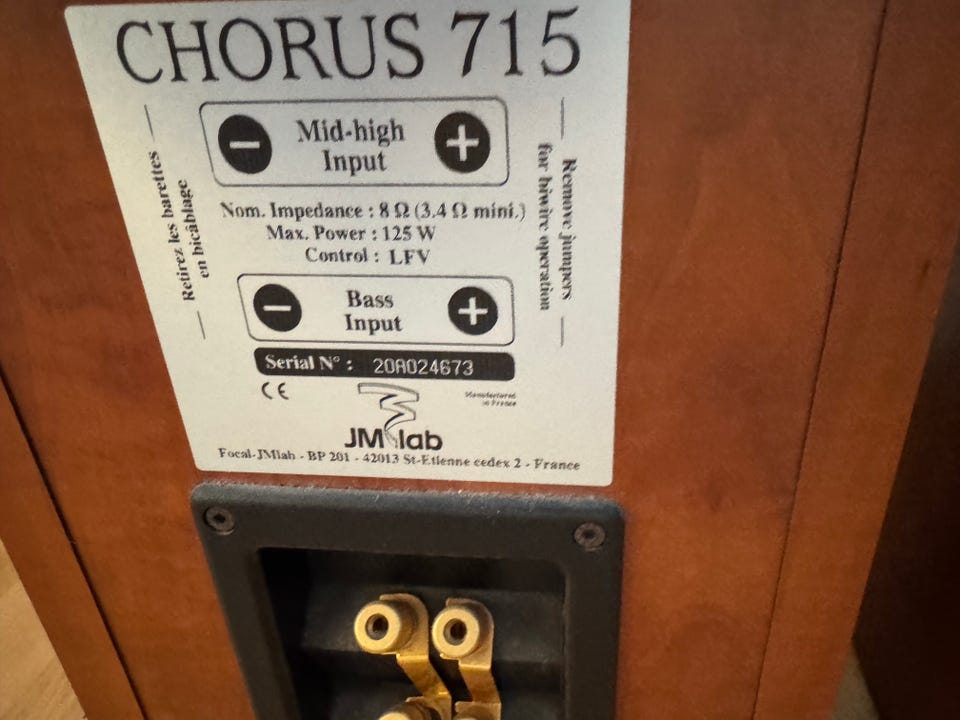 CHORUS 715
− Mid-high +
Input
Retirez les barettes
en bicâblage
Remove jumpers
for biwire operation
Nom. Impedance : 8 Ω (3.4 Ω mini.)
Max. Power : 125 W
Control : LFV
− Bass +
Input
Serial N° : 20A024673
CE
Manufactured
in France
JMlab
Focal-JMlab - BP 201 - 42013 St-Etienne cedex 2 - France